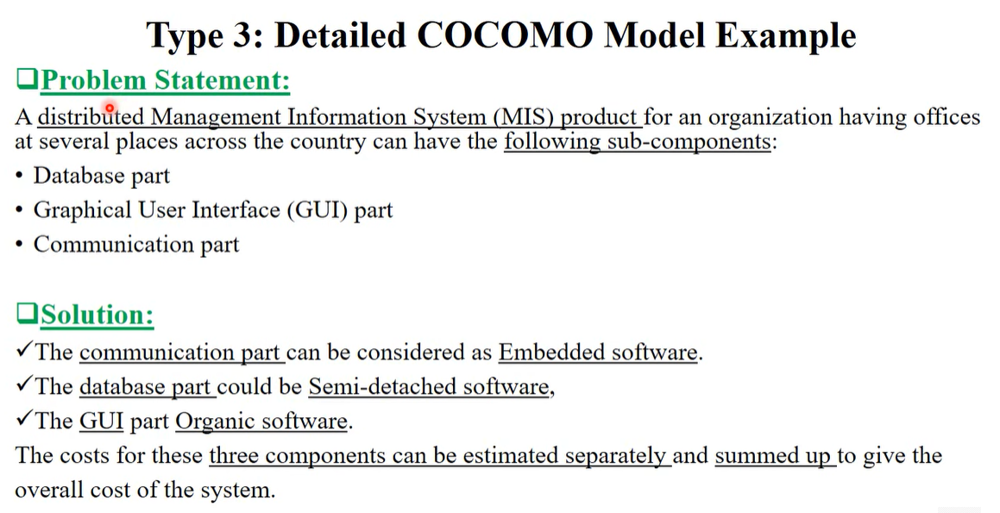 Type 3: Detailed COCOMO Model Example
❑Problem Statement:
A distributed Management Information System (MIS) product for an organization having offices
at several places across the country can have the following sub-components:
• Database part
• Graphical User Interface (GUI) part
• Communication part
❑Solution:
✓The communication part can be considered as Embedded software.
✓The database part could be Semi-detached software,
✓The GUI part Organic software.
The costs for these three components can be estimated separately and summed up to give the
overall cost of the system.